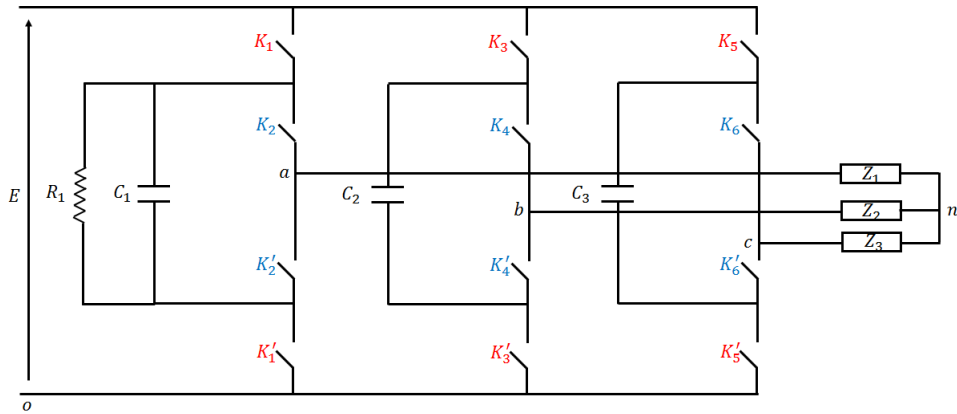 K₁
K₃
K₅
K₂
K₄
K₆
a
Z₁
E
R₁
C₁
C₂
C₃
b
Z₂
n
c
Z₃
K₂′
K₄′
K₆′
K₁′
K₃′
K₅′
o